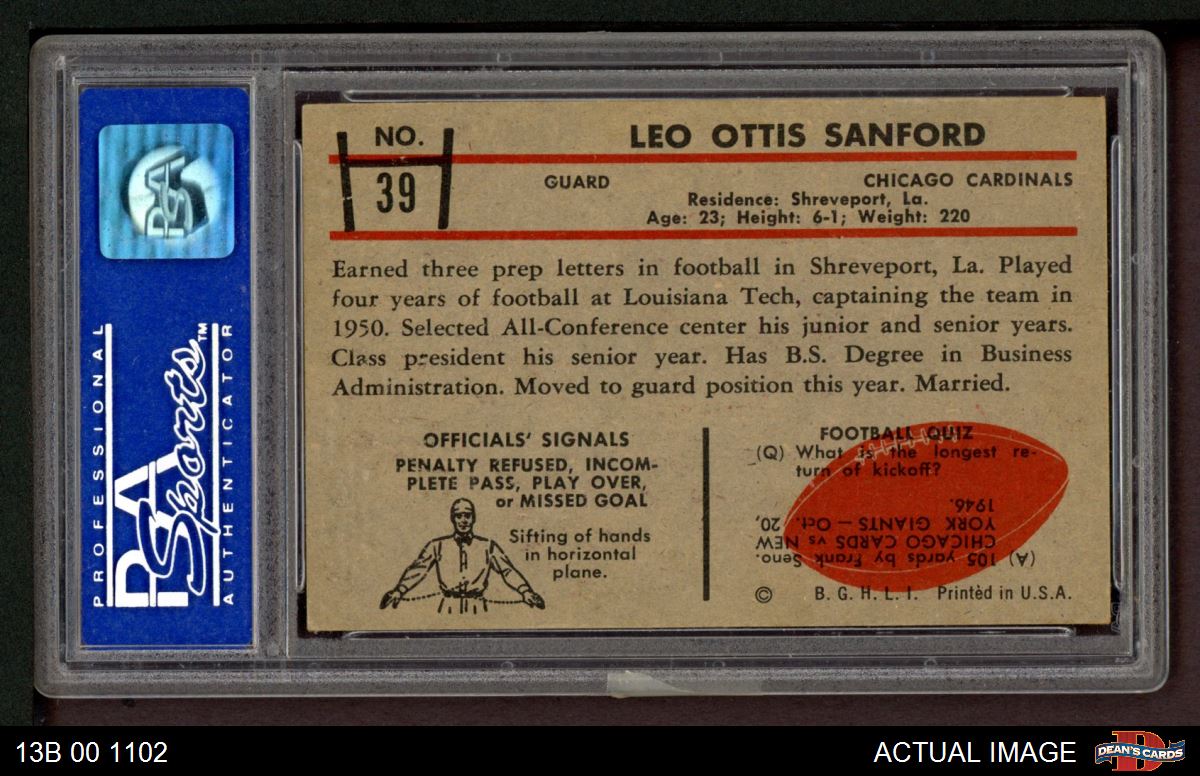 PROFESSIONAL
PSA
Sports™
AUTHENTICATOR
PSA
NO.
39
LEO OTTIS SANFORD
GUARD
CHICAGO CARDINALS
Residence: Shreveport, La.
Age: 23; Height: 6-1; Weight: 220
Earned three prep letters in football in Shreveport, La. Played
four years of football at Louisiana Tech, captaining the team in
1950. Selected All-Conference center his junior and senior years.
Class president his senior year. Has B.S. Degree in Business
Administration. Moved to guard position this year. Married.
OFFICIALS' SIGNALS
PENALTY REFUSED, INCOM-
PLETE PASS, PLAY OVER,
or MISSED GOAL
Sifting of hands
in horizontal
plane.
FOOTBALL QUIZ
(Q) What is the longest re-
turn of kickoff?
(A) 105 yards by Frank Seno.
CHICAGO CARDS vs NEW
YORK GIANTS — Oct. 20,
1946.
© B. G. H. L. I. Printed in U.S.A.
13B 00 1102
ACTUAL IMAGE
DEAN'S CARDS